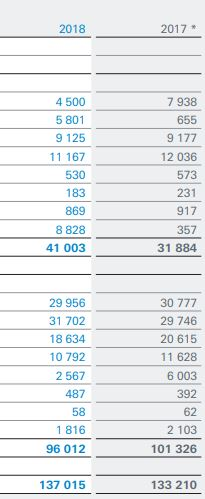 2018 2017 *
4 500 7 938
5 801 655
9 125 9 177
11 167 12 036
530 573
183 231
869 917
8 828 357
41 003 31 884
29 956 30 777
31 702 29 746
18 634 20 615
10 792 11 628
2 567 6 003
487 392
58 62
1 816 2 103
96 012 101 326
137 015 133 210